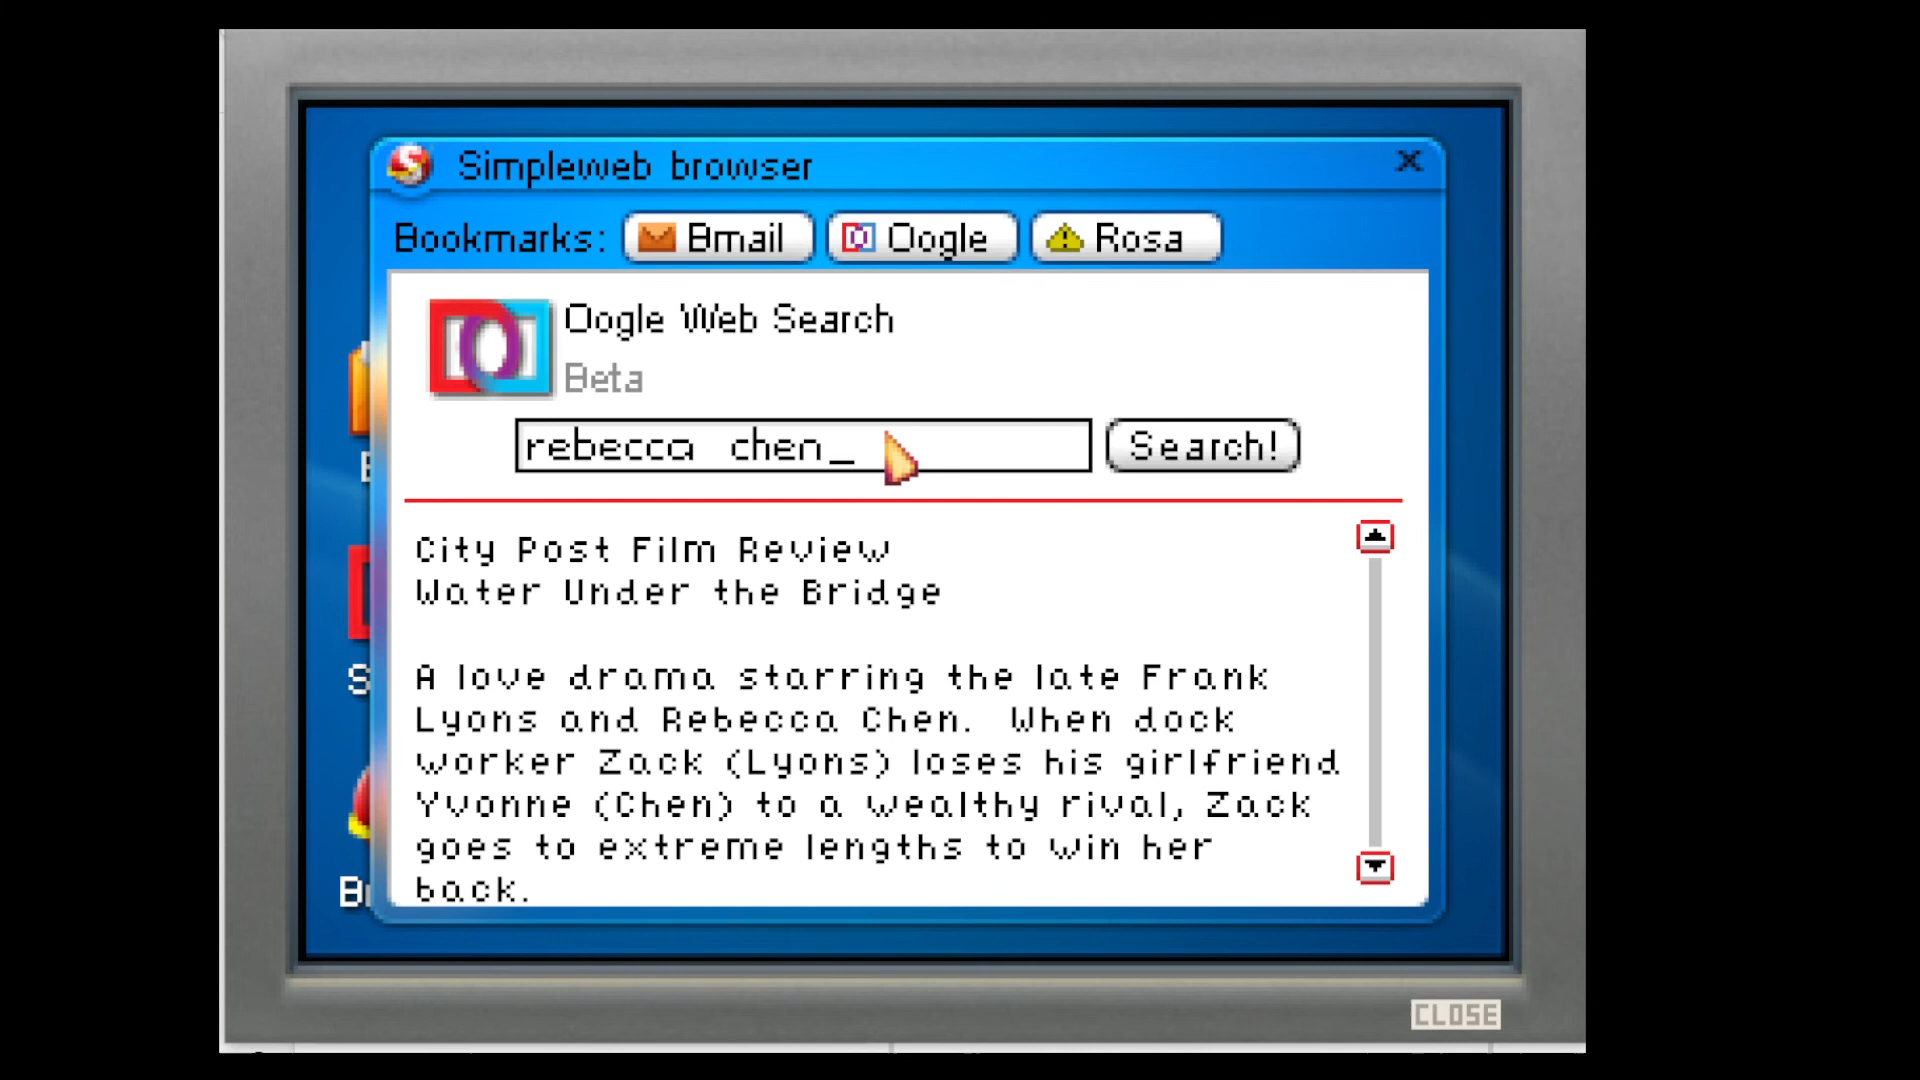 Simpleweb browser
Bookmarks: Bmail Oogle Rosa
Oogle Web Search
Beta
rebecca chen_ Search!
City Post Film Review
Water Under the Bridge
A love drama starring the late Frank
Lyons and Rebecca Chen. When dock
worker Zack (Lyons) loses his girlfriend
Yvonne (Chen) to a wealthy rival, Zack
goes to extreme lengths to win her
back.
CLOSE